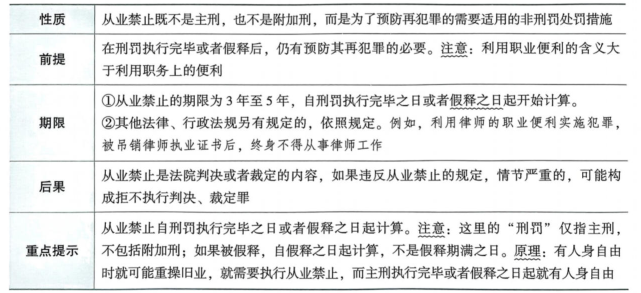 性质
从业禁止既不是主刑，也不是附加刑，而是为了预防再犯罪的需要适用的非刑罚处罚措施
前提
在刑罚执行完毕或者假释后，仍有预防其再犯罪的必要。注意：利用职业便利的含义大
于利用职务上的便利
期限
①从业禁止的期限为3年至5年，自刑罚执行完毕之日或者假释之日起开始计算。
②其他法律、行政法规另有规定的，依照规定。例如，利用律师的职业便利实施犯罪，
被吊销律师执业证书后，终身不得从事律师工作
后果
从业禁止是法院判决或者裁定的内容，如果违反从业禁止的规定，情节严重的，可能构
成拒不执行判决、裁定罪
重点提示
从业禁止自刑罚执行完毕之日或者假释之日起计算。注意：这里的“刑罚”仅指主刑，
不包括附加刑；如果被假释，自假释之日起计算，不是假释期满之日。原理：有人身自由
时就可能重操旧业，就需要执行从业禁止，而主刑执行完毕或者假释之日起就有人身自由